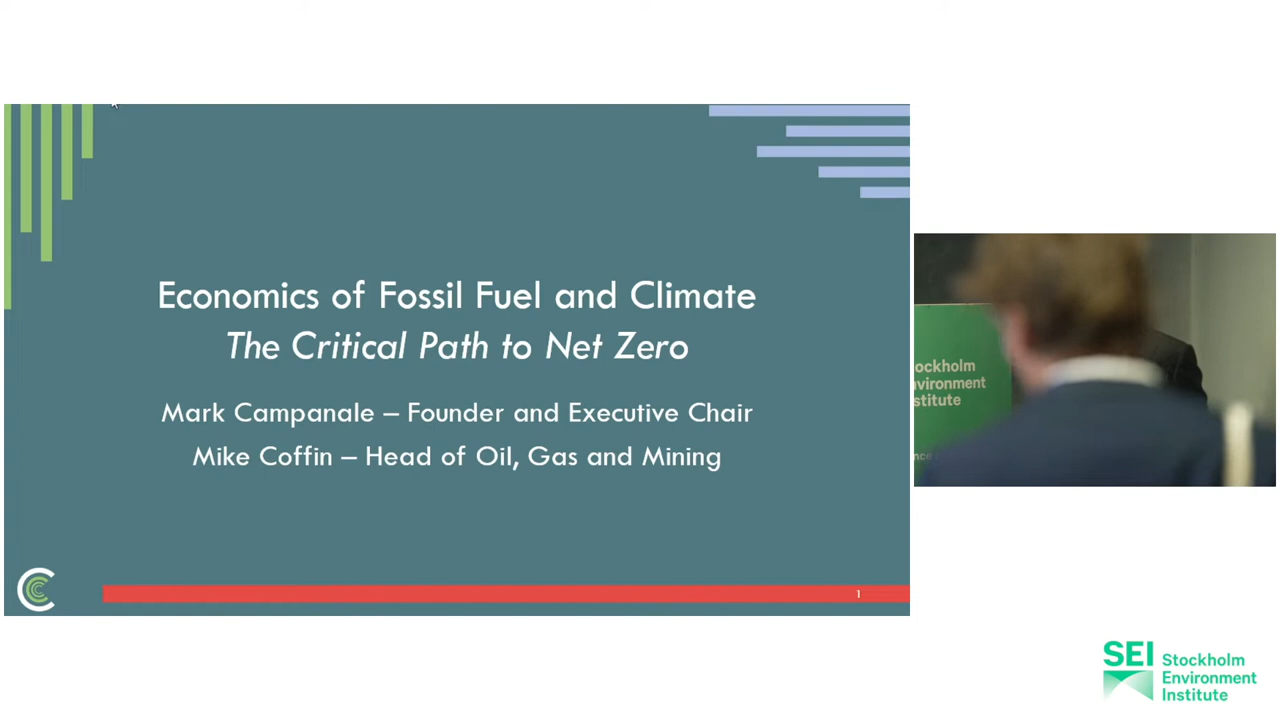 Economics of Fossil Fuel and Climate
The Critical Path to Net Zero
Mark Campanale – Founder and Executive Chair
Mike Coffin – Head of Oil, Gas and Mining
1
ockholm
vironment
stitute
nce
SEI Stockholm
Environment
Institute